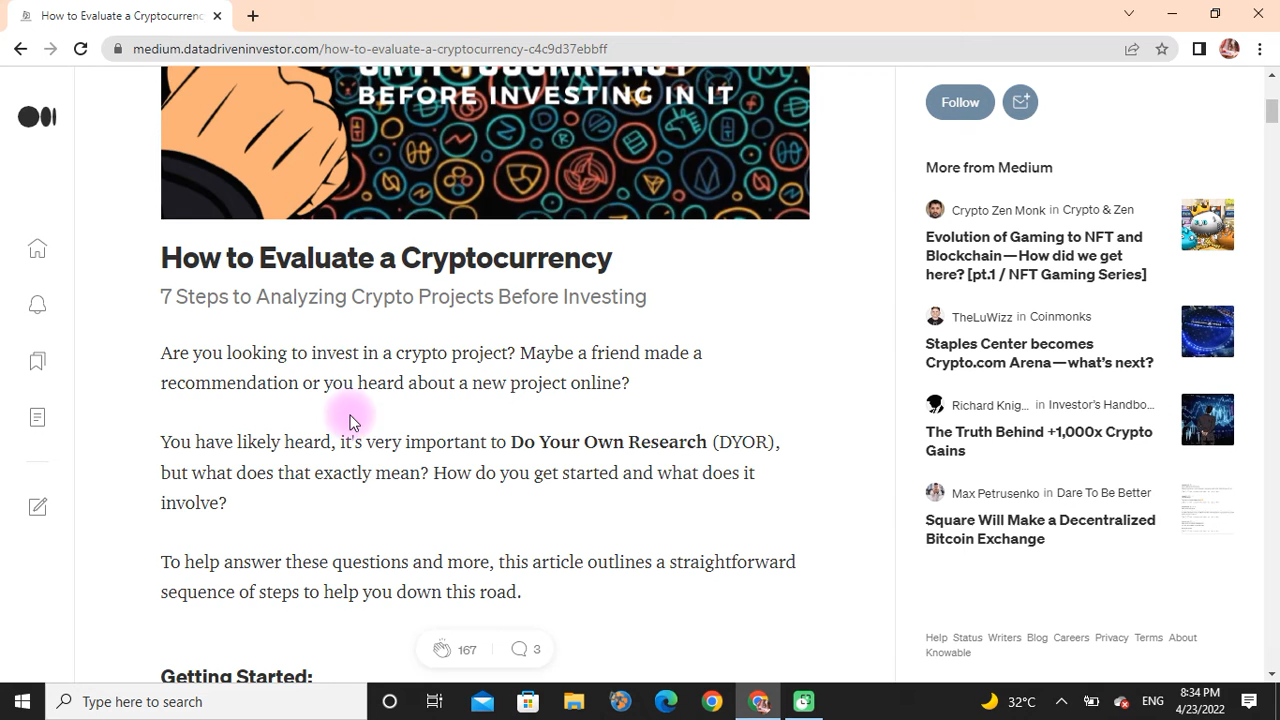 How to Evaluate a Cryptocurrenc
medium.datadriveninvestor.com/how-to-evaluate-a-cryptocurrency-c4c9d37ebbff
CRYPTOCURRENCY
BEFORE INVESTING IN IT
How to Evaluate a Cryptocurrency
7 Steps to Analyzing Crypto Projects Before Investing
Are you looking to invest in a crypto project? Maybe a friend made a
recommendation or you heard about a new project online?
You have likely heard, it's very important to Do Your Own Research (DYOR),
but what does that exactly mean? How do you get started and what does it
involve?
To help answer these questions and more, this article outlines a straightforward
sequence of steps to help you down this road.
167
3
Getting Started:
Follow
More from Medium
Crypto Zen Monk in Crypto & Zen
Evolution of Gaming to NFT and
Blockchain—How did we get
here? [pt.1 / NFT Gaming Series]
TheLuWizz in Coinmonks
Staples Center becomes
Crypto.com Arena—what's next?
Richard Knig... in Investor's Handbo...
The Truth Behind +1,000x Crypto
Gains
Max Petrusenko in Dare To Be Better
Square Will Make a Decentralized
Bitcoin Exchange
Help Status Writers Blog Careers Privacy Terms About
Knowable
Type here to search
32°C
ENG
8:34 PM
4/23/2022